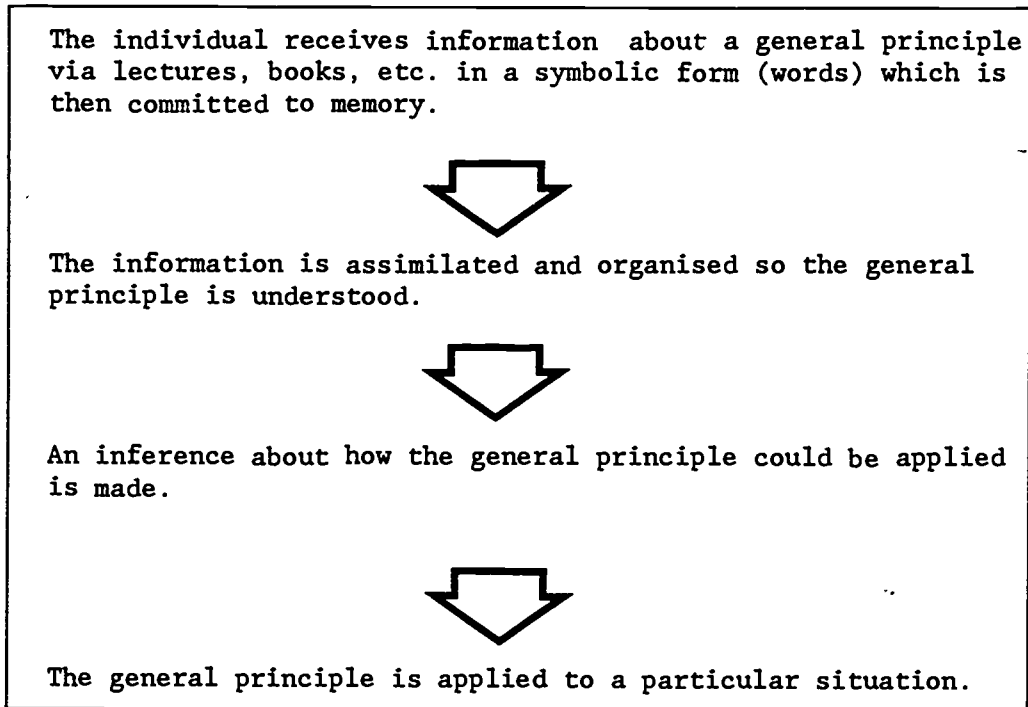 The individual receives information about a general principle
via lectures, books, etc. in a symbolic form (words) which is
then committed to memory.
The information is assimilated and organised so the general
principle is understood.
An inference about how the general principle could be applied
is made.
The general principle is applied to a particular situation.